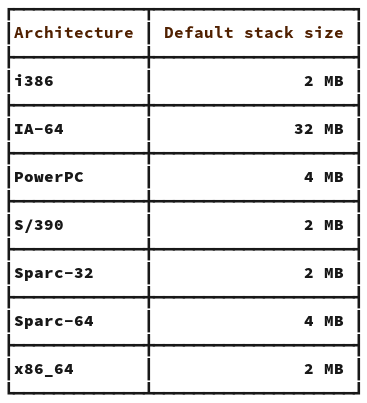 Architecture Default stack size
i386 2 MB
IA-64 32 MB
PowerPC 4 MB
S/390 2 MB
Sparc-32 2 MB
Sparc-64 4 MB
x86_64 2 MB